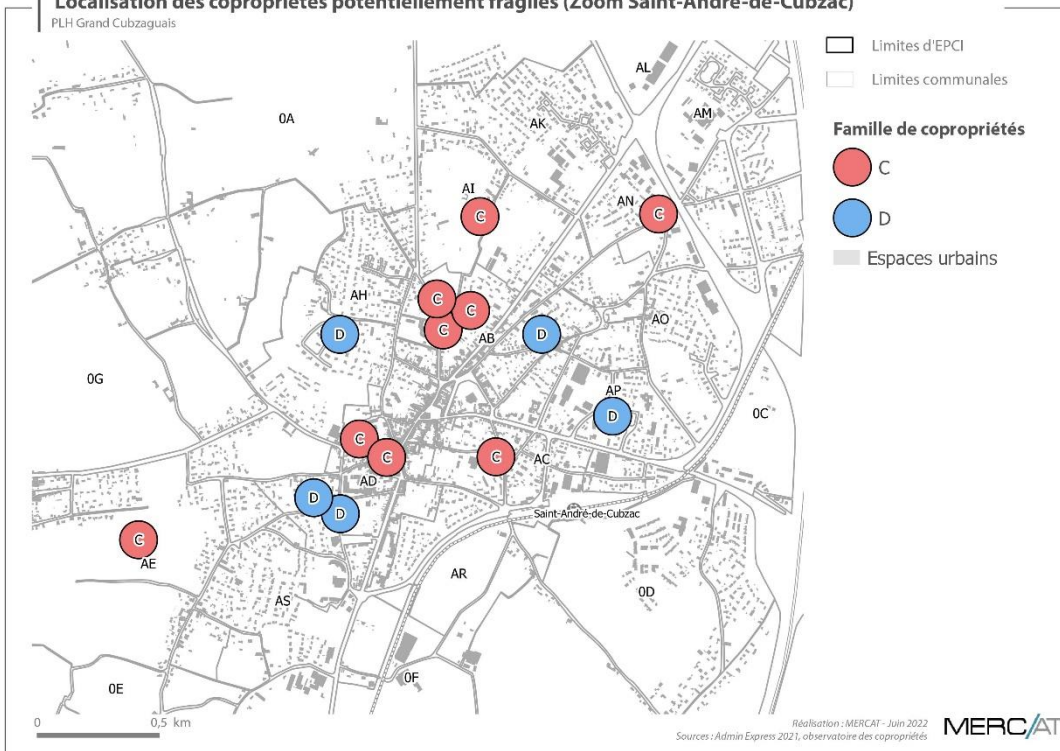 Localisation des copropriétés potentiellement fragiles (Zoom Saint-André-de-Cubzac)
PLH Grand Cubzaguais
Limites d'EPCI
Limites communales
Famille de copropriétés
C
D
Espaces urbains
AL
AM
0A
AK
AI
C
AN
C
AH
C
C
C
AB
D
D
AO
0G
AP
D
0C
C
C
C
AC
AD
D
D
Saint-André-de-Cubzac
C
AE
AR
0D
AS
0F
0E
0 0,5 km
Réalisation : MERCAT - Juin 2022
Sources : Admin Express 2021, observatoire des copropriétés
MERC/AT